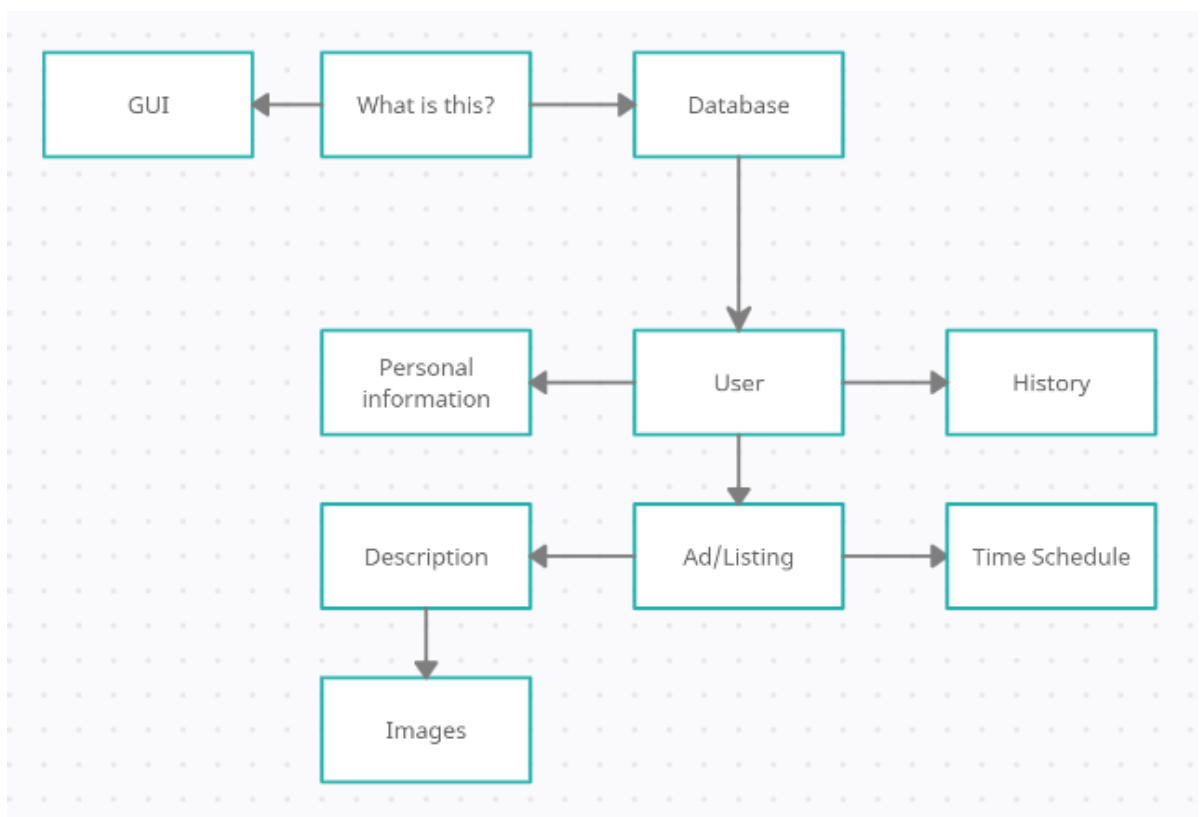 GUI
What is this?
Database
Personal
information
User
History
Description
Ad/Listing
Time Schedule
Images